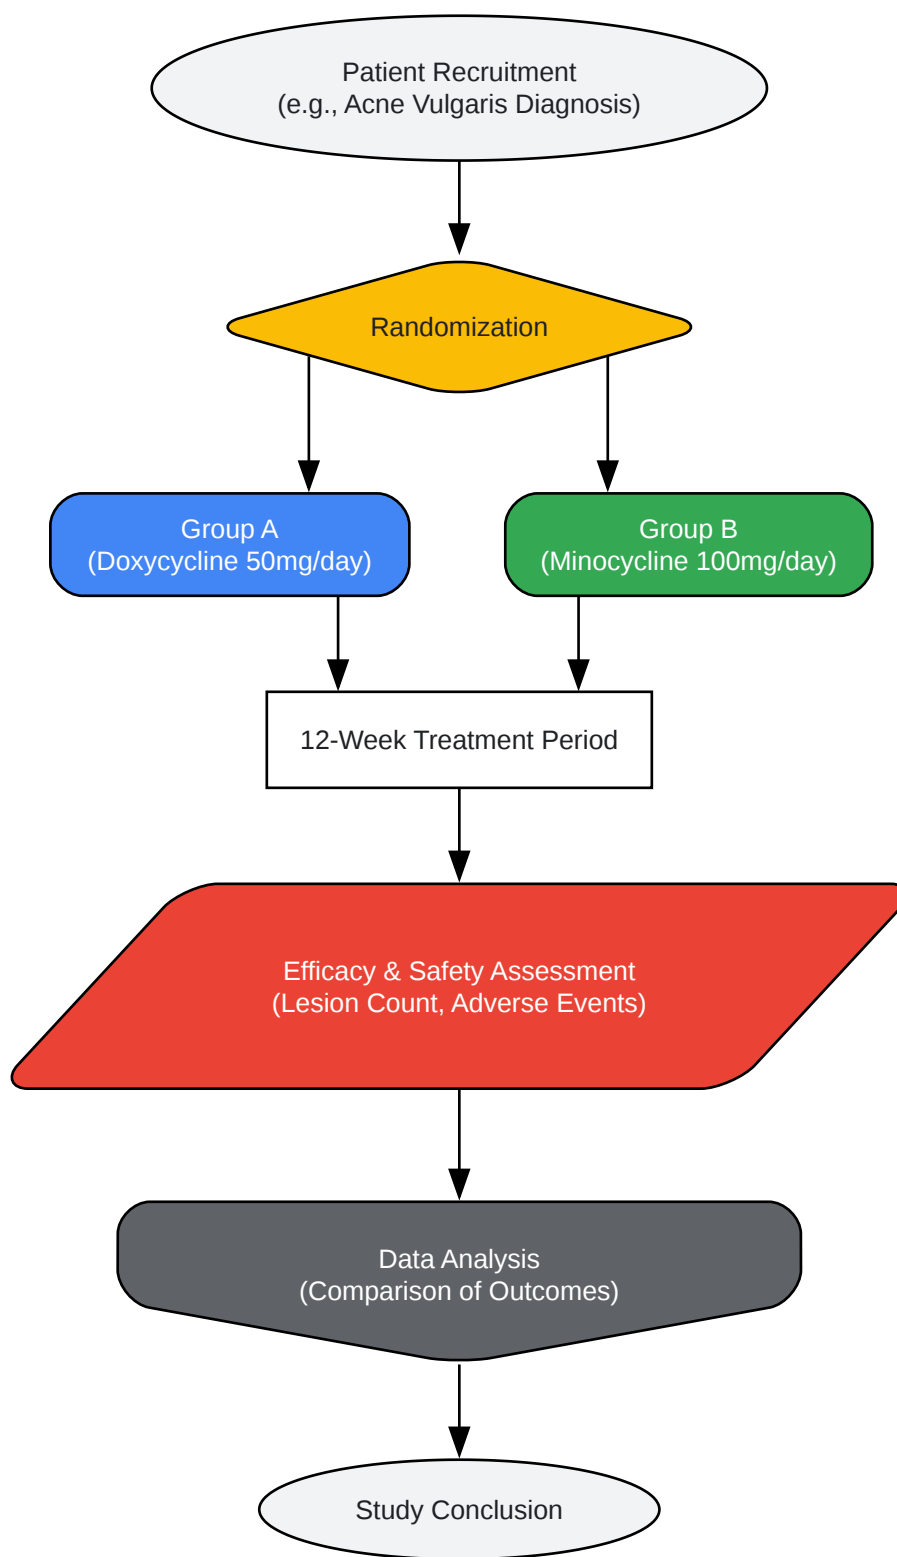 Patient Recruitment
(e.g., Acne Vulgaris Diagnosis)
Randomization
Group A
(Doxycycline 50mg/day)
Group B
(Minocycline 100mg/day)
12-Week Treatment Period
Efficacy & Safety Assessment
(Lesion Count, Adverse Events)
Data Analysis
(Comparison of Outcomes)
Study Conclusion